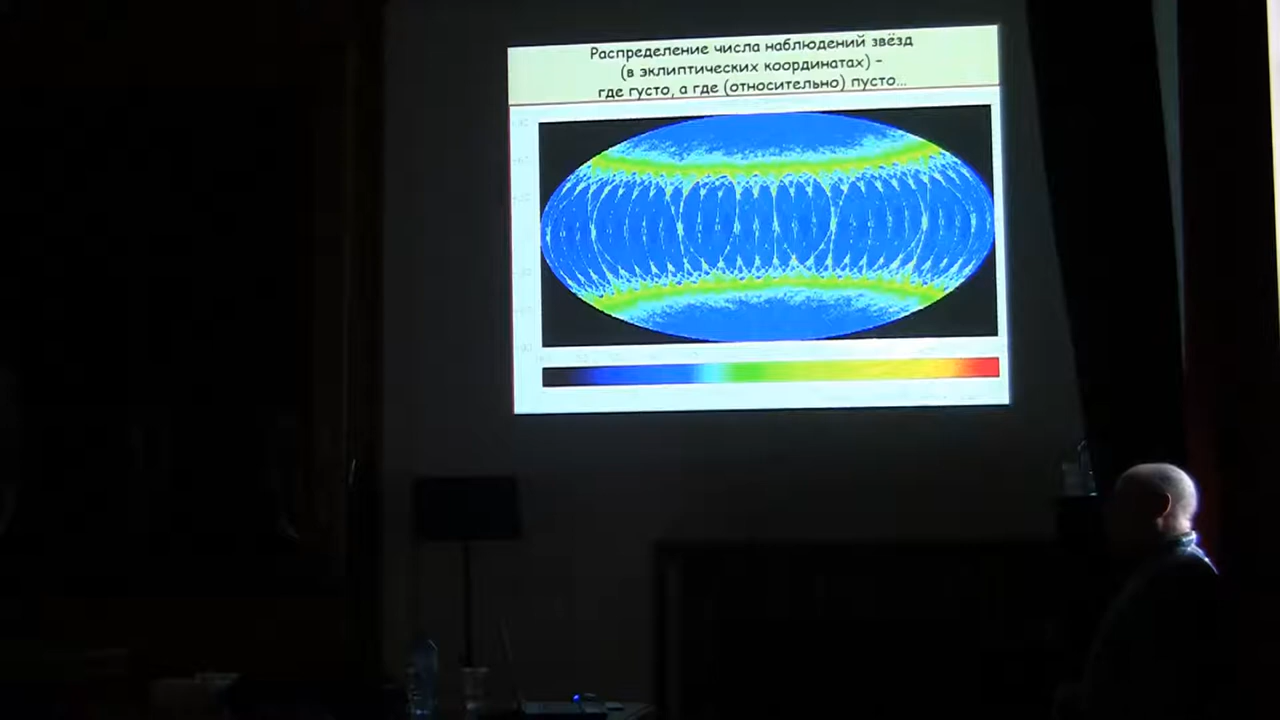 Распределение числа наблюдений звёзд
(в эклиптических координатах) –
где густо, а где (относительно) пусто...